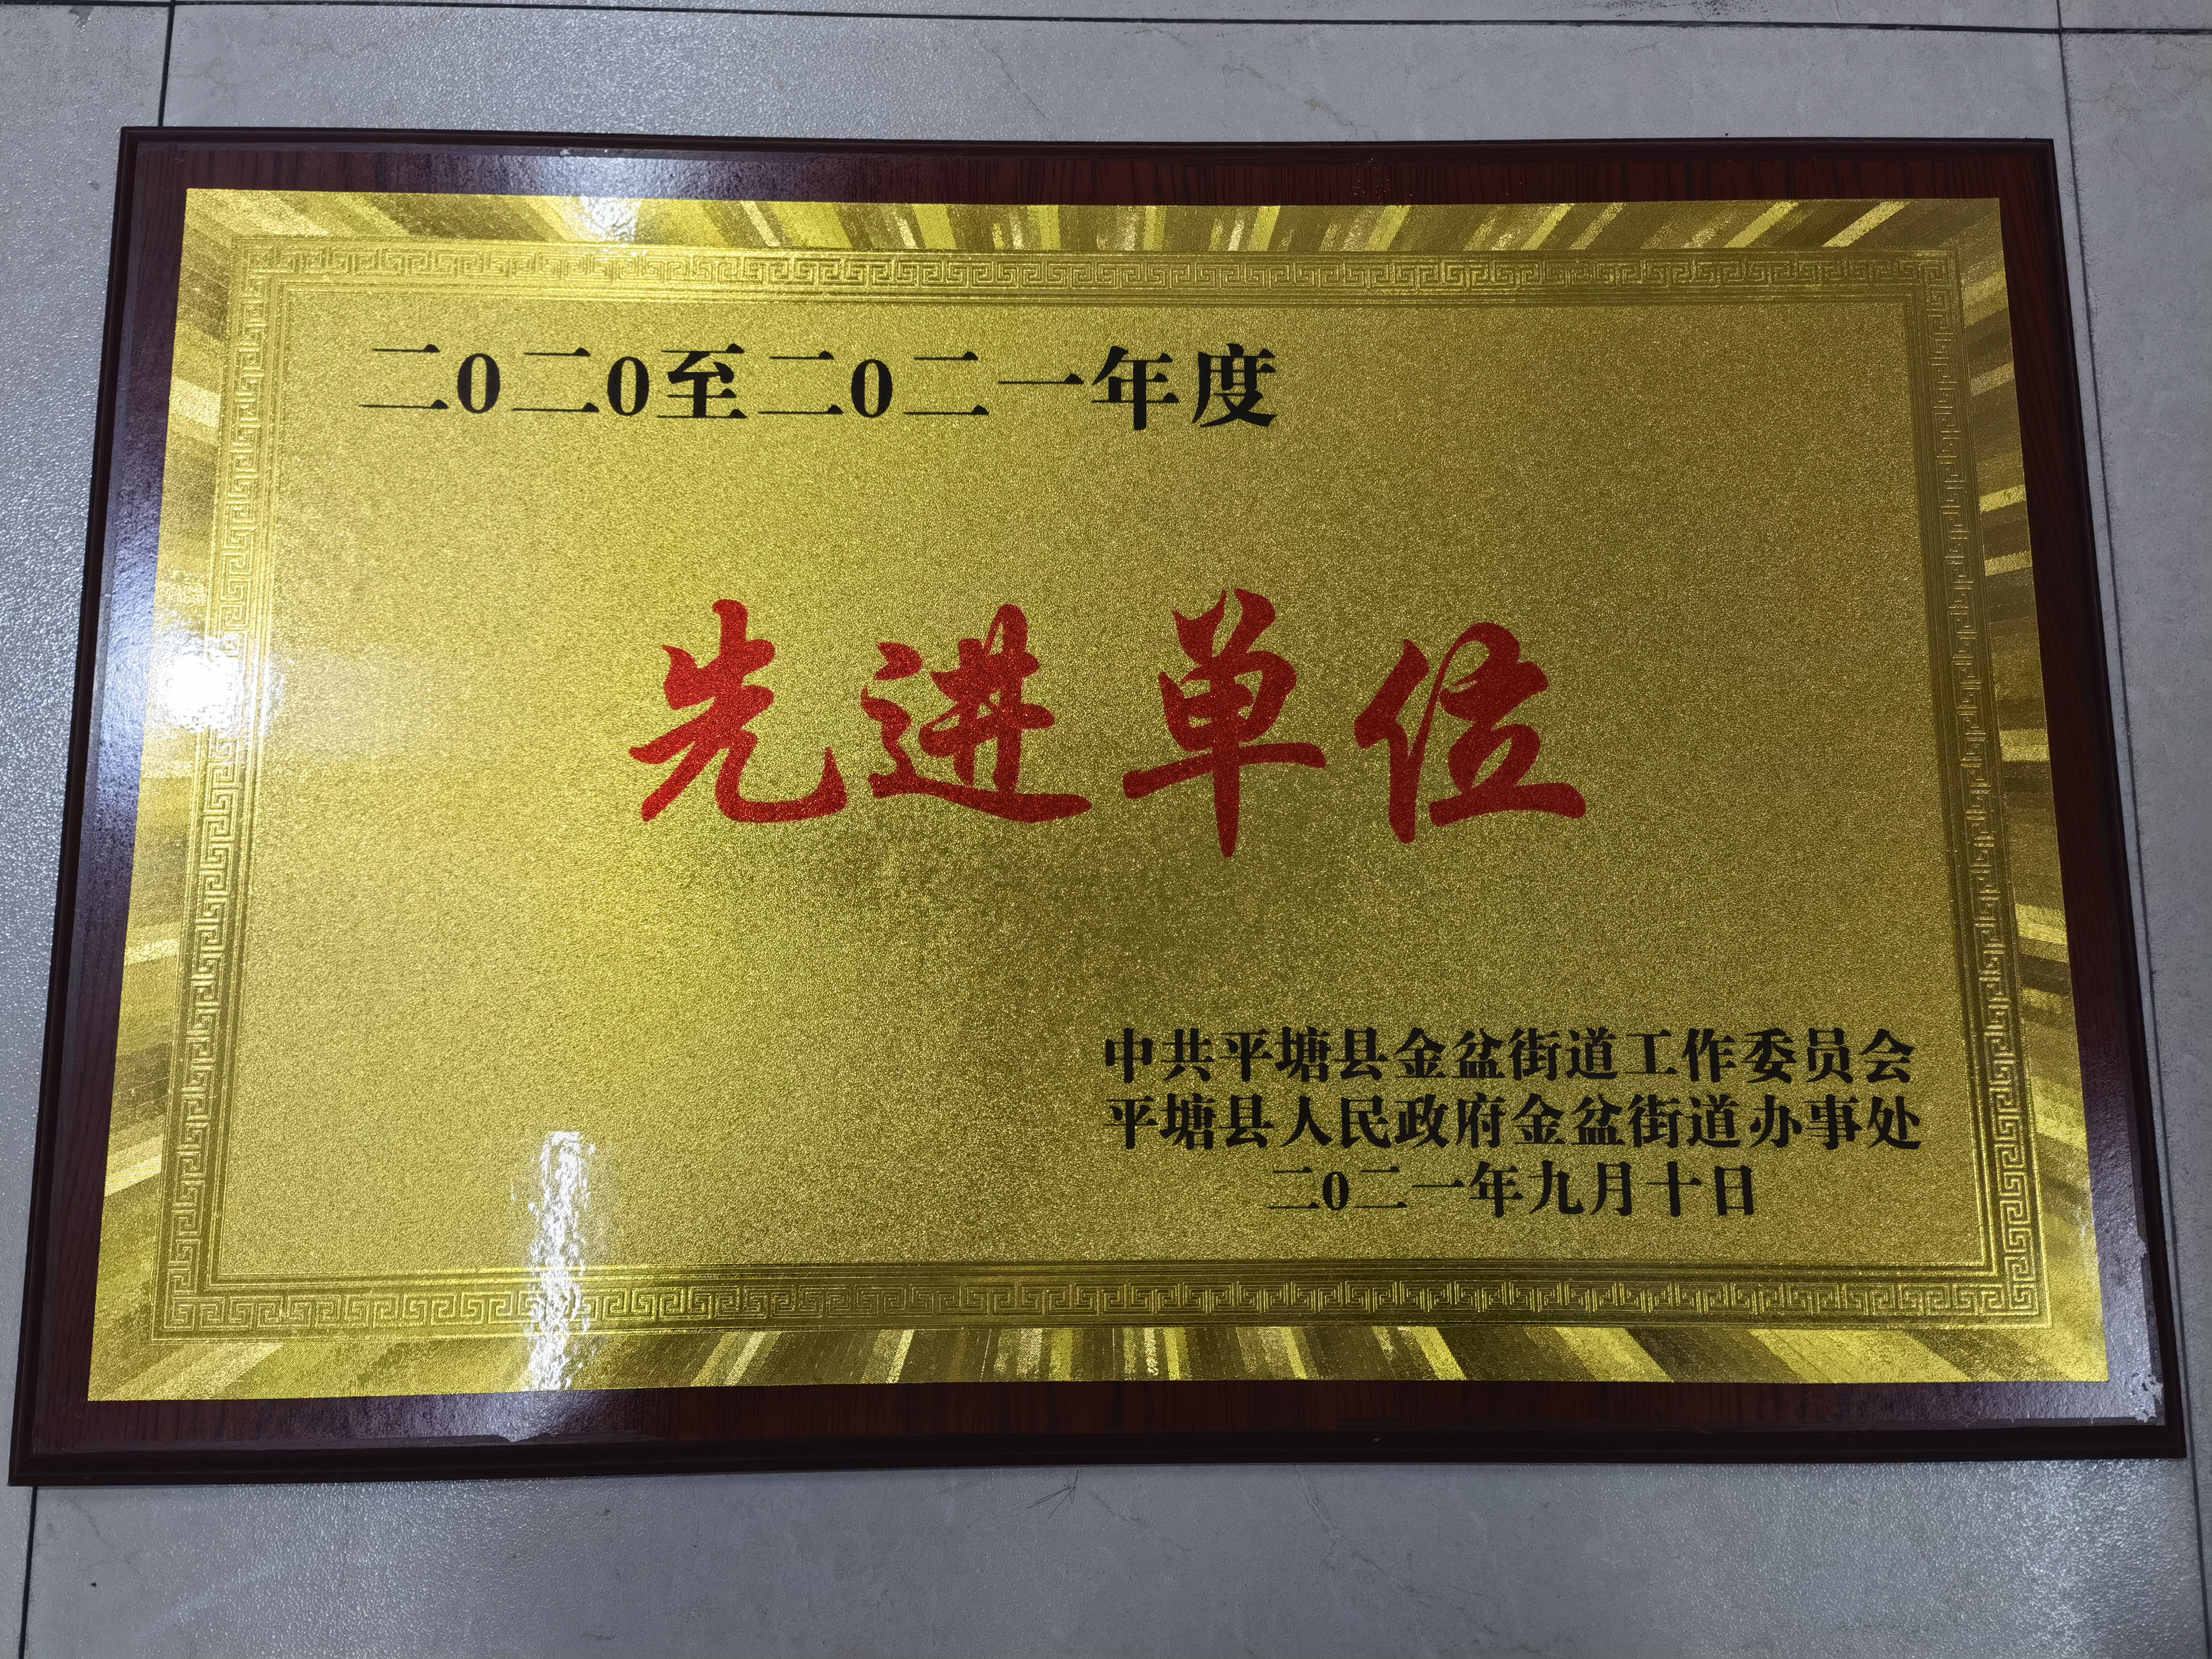 二0二0至二0二一年度
先进单位
中共平塘县金盆街道工作委员会
平塘县人民政府金盆街道办事处
二0二一年九月十日